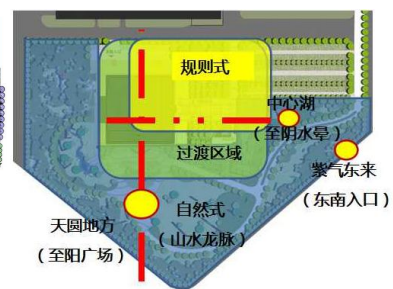 规则式
中心湖
（至阴水晕）
过渡区域
紫气东来
（东南入口）
自然式
（山水龙脉）
天圆地方
（至阳广场）